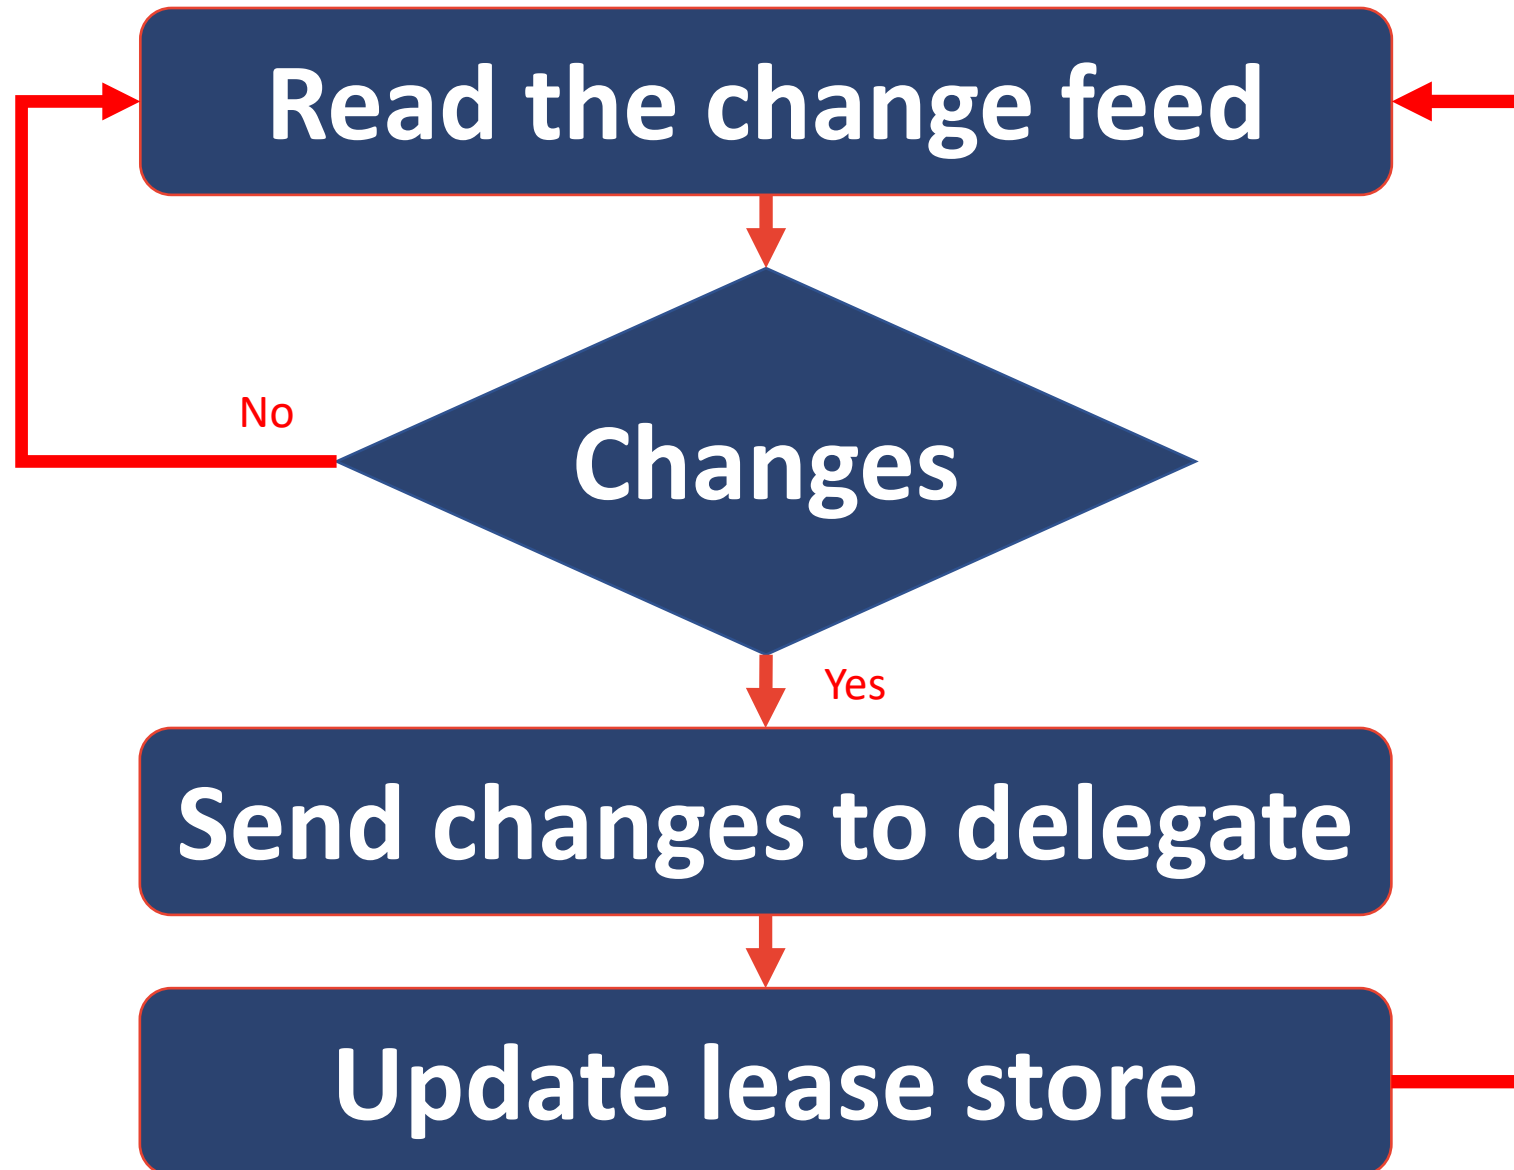 Read the change feed
No
Changes
Yes
Send changes to delegate
Update lease store